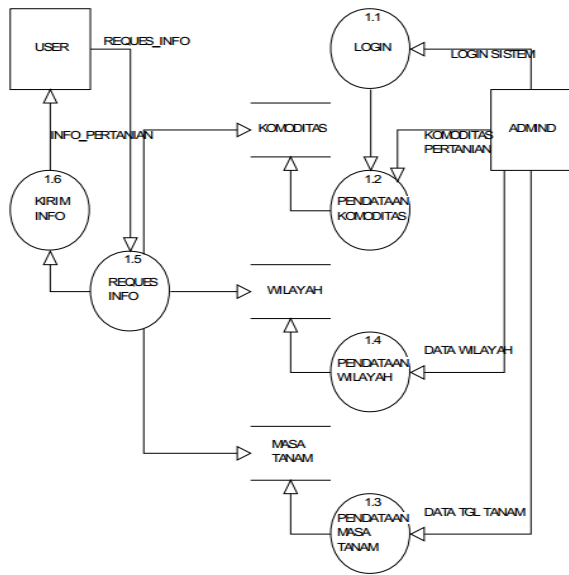 1.1
USER
REQUES_INFO
LOGIN
LOGIN SISTEM
KOMODITAS
INFO_PERTANIAN
KOMODITAS
PERTANIAN
ADMIND
1.6
KIRIM
INFO
1.2
PENDATAAN
KOMODITAS
1.5
REQUES
INFO
WILAYAH
1.4
PENDATAAN
WILAYAH
DATA WILAYAH
MASA
TANAM
1.3
PENDATAAN
MASA
TANAM
DATA TGL TANAM